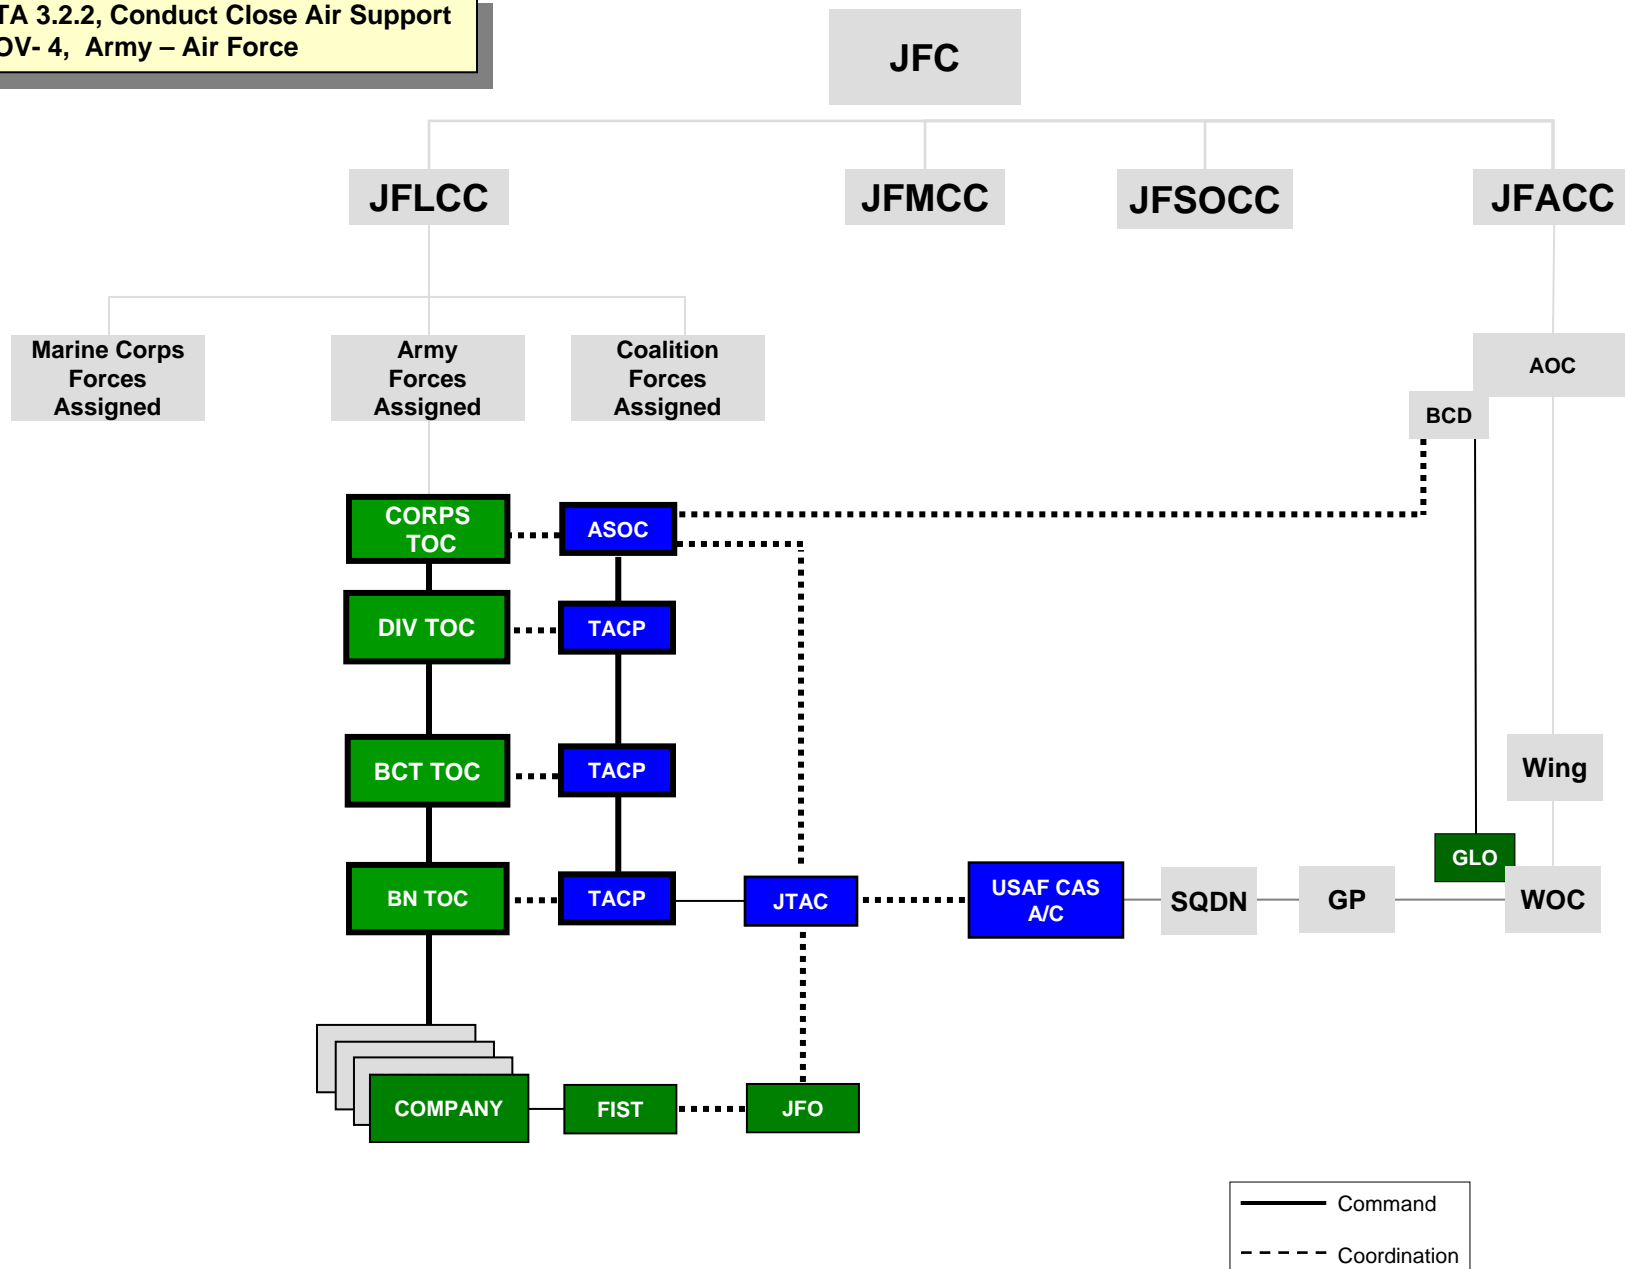 TA 3.2.2, Conduct Close Air Support
OV- 4, Army – Air Force
JFC
JFLCC
JFMCC
JFSOCC
JFACC
Marine Corps
Forces
Assigned
Army
Forces
Assigned
Coalition
Forces
Assigned
AOC
BCD
CORPS
TOC
ASOC
DIV TOC
TACP
BCT TOC
TACP
Wing
GLO
BN TOC
TACP
JTAC
USAF CAS
A/C
SQDN
GP
WOC
COMPANY
FIST
JFO
Command
Coordination